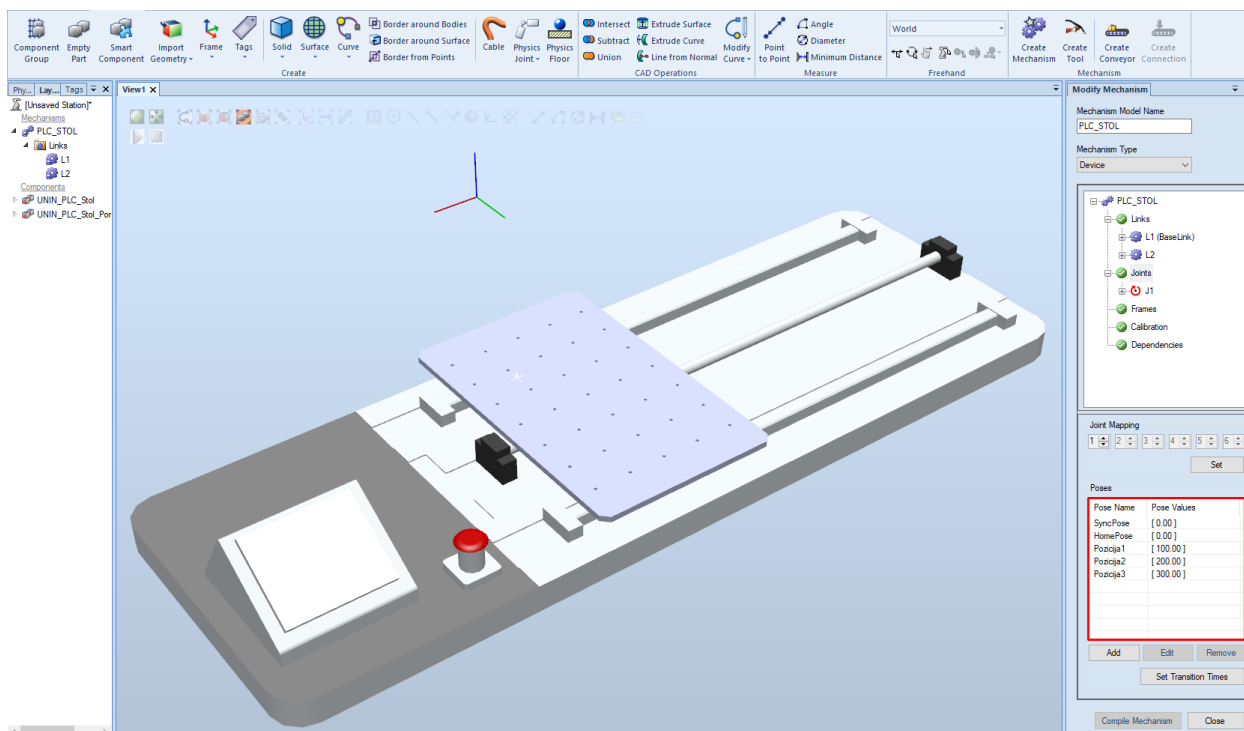 Component Group
Empty Part
Smart Component
Import Geometry
Frame
Tags
Solid
Surface
Curve
Border around Bodies
Border around Surface
Border from Points
Create
Cable
Physics Joint
Physics Floor
Intersect
Subtract
Union
Extrude Surface
Extrude Curve
Line from Normal
Modify Curve
CAD Operations
Point to Point
Angle
Diameter
Minimum Distance
Measure
World
Freehand
Create Mechanism
Create Tool
Create Conveyor
Create Connection
Mechanism
Phy... Lay... Tags
[Unsaved Station]*
Mechanisms
PLC_STOL
Links
L1
L2
Components
UNIN_PLC_Stol
UNIN_PLC_Stol_Por
View1
Modify Mechanism
Mechanism Model Name
PLC_STOL
Mechanism Type
Device
PLC_STOL
Links
L1 (BaseLink)
L2
Joints
J1
Frames
Calibration
Dependencies
Joint Mapping
1 2 3 4 5 6
Set
Poses
Pose Name Pose Values
SyncPose [ 0.00 ]
HomePose [ 0.00 ]
Pozicija1 [ 100.00 ]
Pozicija2 [ 200.00 ]
Pozicija3 [ 300.00 ]
Add Edit Remove
Set Transition Times
Compile Mechanism Close